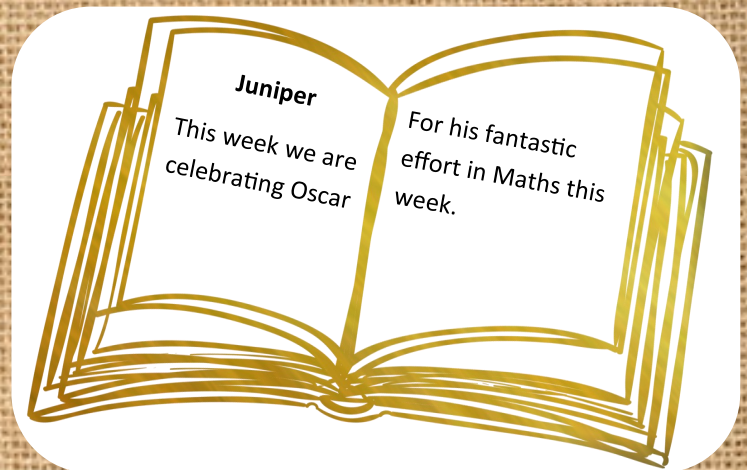 Juniper
This week we are
celebrating Oscar
For his fantastic
effort in Maths this
week.